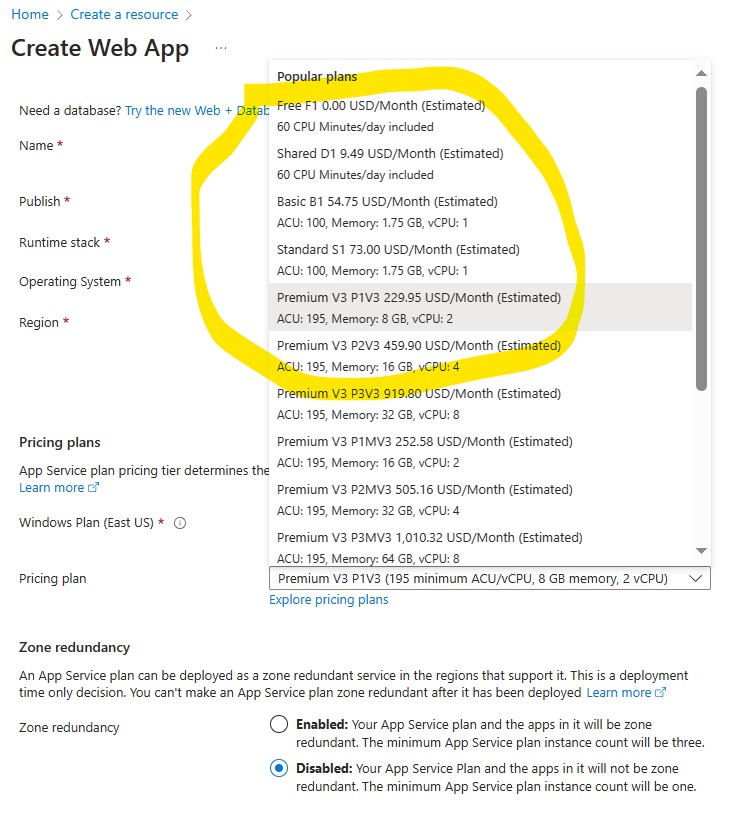 Home > Create a resource >
Create Web App ...
Need a database? Try the new Web + Datab
Name *
Publish *
Runtime stack *
Operating System *
Region *
Popular plans
Free F1 0.00 USD/Month (Estimated)
60 CPU Minutes/day included
Shared D1 9.49 USD/Month (Estimated)
60 CPU Minutes/day included
Basic B1 54.75 USD/Month (Estimated)
ACU: 100, Memory: 1.75 GB, vCPU: 1
Standard S1 73.00 USD/Month (Estimated)
ACU: 100, Memory: 1.75 GB, vCPU: 1
Premium V3 P1V3 229.95 USD/Month (Estimated)
ACU: 195, Memory: 8 GB, vCPU: 2
Premium V3 P2V3 459.90 USD/Month (Estimated)
ACU: 195, Memory: 16 GB, vCPU: 4
Premium V3 P3V3 919.80 USD/Month (Estimated)
ACU: 195, Memory: 32 GB, vCPU: 8
Premium V3 P1MV3 252.58 USD/Month (Estimated)
ACU: 195, Memory: 16 GB, vCPU: 2
Premium V3 P2MV3 505.16 USD/Month (Estimated)
ACU: 195, Memory: 32 GB, vCPU: 4
Premium V3 P3MV3 1,010.32 USD/Month (Estimated)
ACU: 195, Memory: 64 GB, vCPU: 8
Pricing plans
App Service plan pricing tier determines the
Learn more
Windows Plan (East US) *
Pricing plan
Premium V3 P1V3 (195 minimum ACU/vCPU, 8 GB memory, 2 vCPU)
Explore pricing plans
Zone redundancy
An App Service plan can be deployed as a zone redundant service in the regions that support it. This is a deployment
time only decision. You can't make an App Service plan zone redundant after it has been deployed Learn more
Zone redundancy
Enabled: Your App Service plan and the apps in it will be zone
redundant. The minimum App Service plan instance count will be three.
Disabled: Your App Service Plan and the apps in it will not be zone
redundant. The minimum App Service plan instance count will be one.